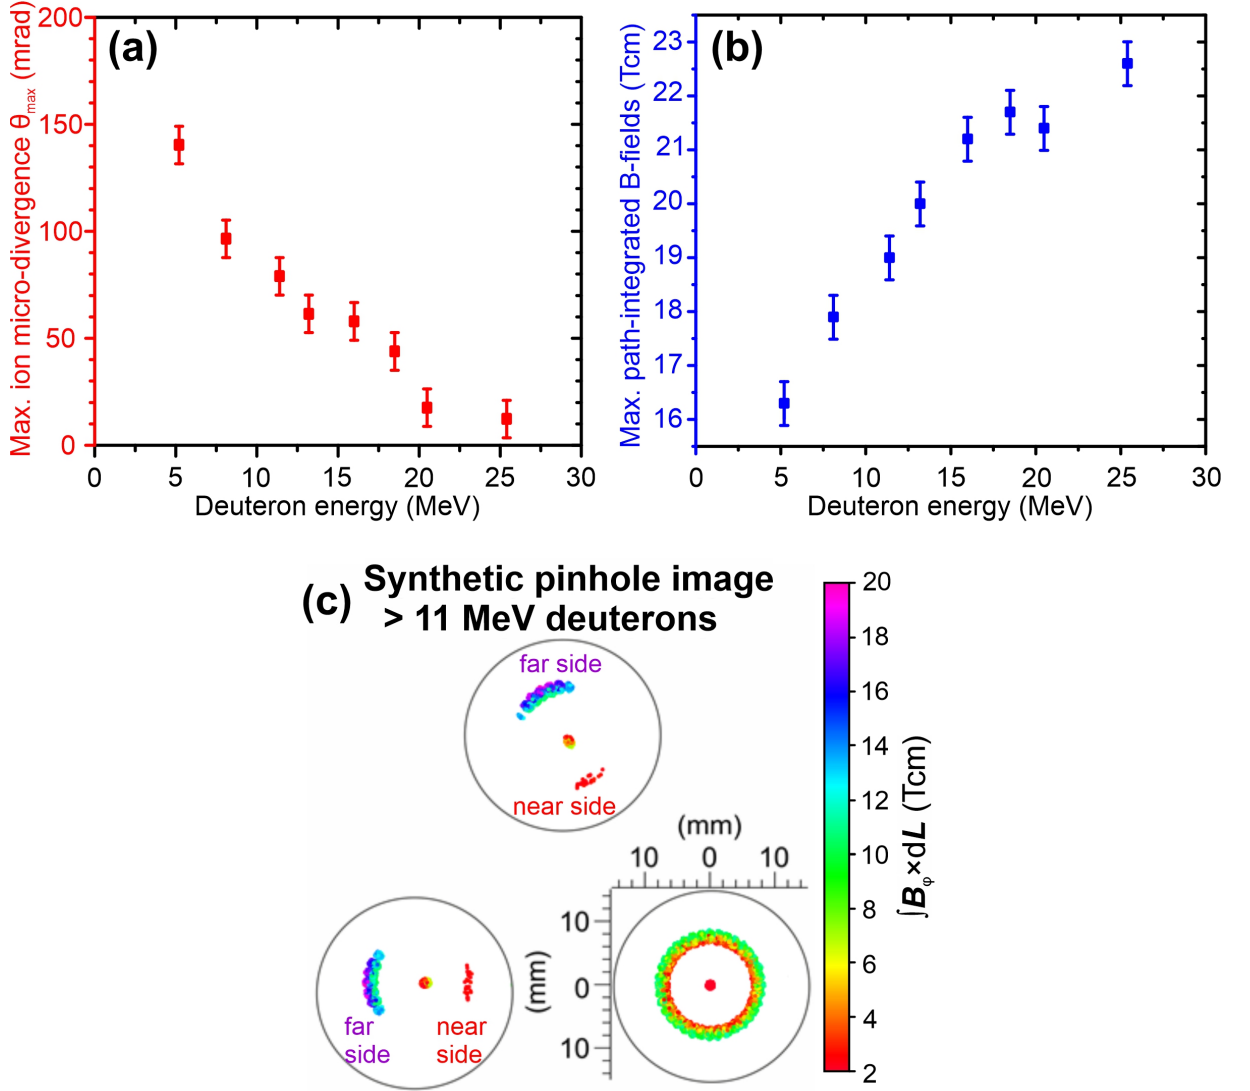 (a)
Max. ion micro-divergence θmax (mrad)
200
150
100
50
0
0 5 10 15 20 25 30
Deuteron energy (MeV)
(b)
Max. path-integrated B-fields (Tcm)
23
22
21
20
19
18
17
16
0 5 10 15 20 25 30
Deuteron energy (MeV)
(c)
Synthetic pinhole image
> 11 MeV deuterons
far side
near side
far
side
near
side
(mm)
10 0 10
(mm)
10
0
10
20
18
16
14
12
10
8
6
4
2
∫Bφ×dL (Tcm)